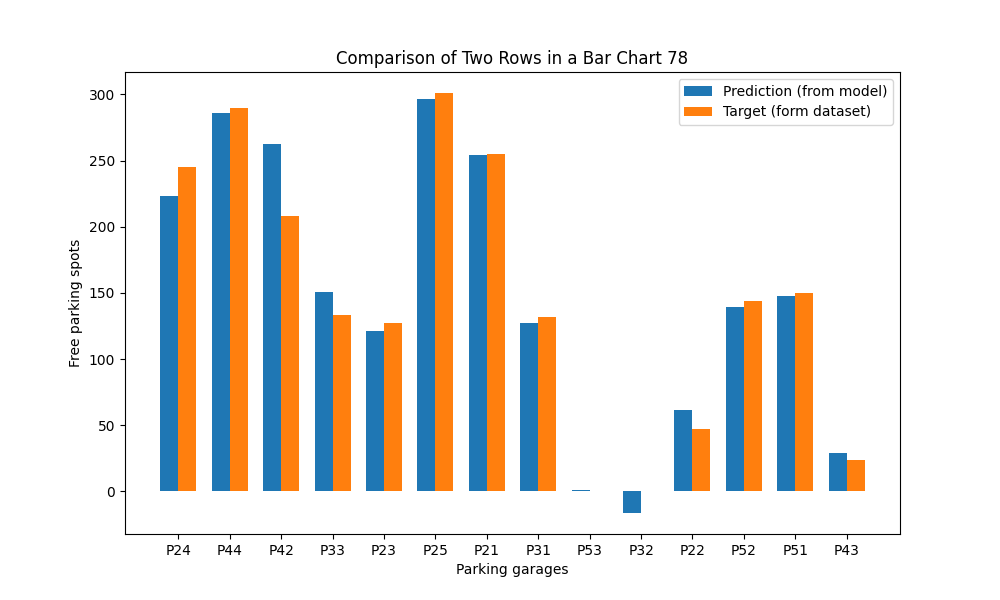 Comparison of Two Rows in a Bar Chart 78
Prediction (from model)
Target (form dataset)
Free parking spots
300
250
200
150
100
50
0
P24 P44 P42 P33 P23 P25 P21 P31 P53 P32 P22 P52 P51 P43
Parking garages